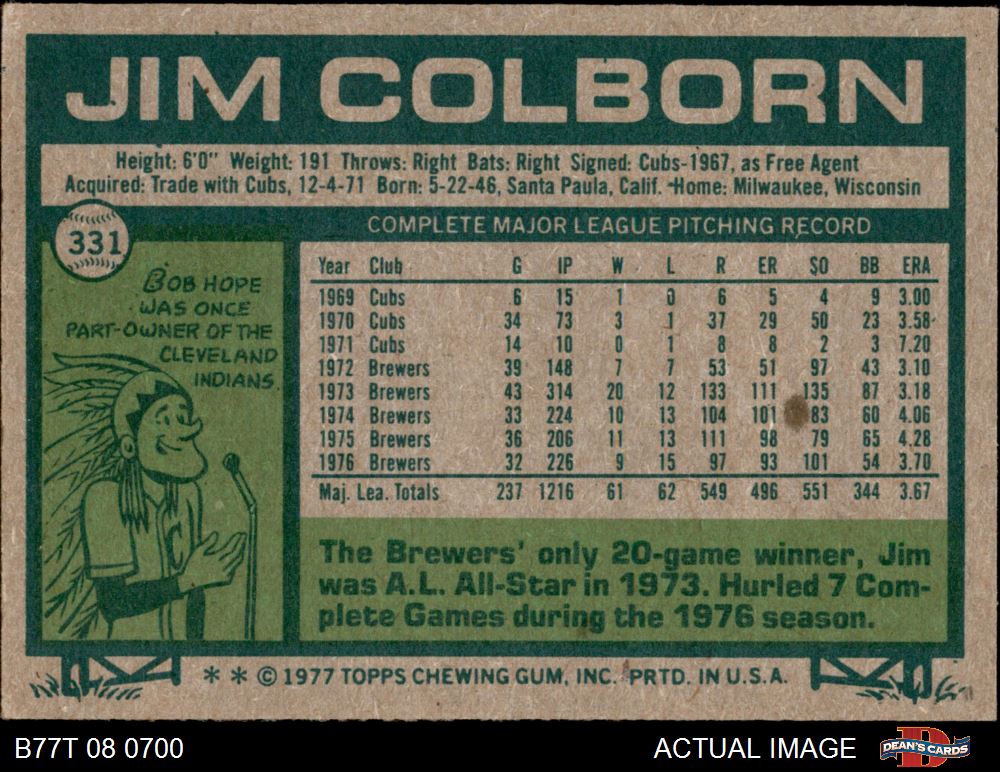 JIM COLBORN
Height: 6'0" Weight: 191 Throws: Right Bats: Right Signed: Cubs-1967, as Free Agent
Acquired: Trade with Cubs, 12-4-71 Born: 5-22-46, Santa Paula, Calif. Home: Milwaukee, Wisconsin
331
BOB HOPE
WAS ONCE
PART-OWNER OF THE
CLEVELAND
INDIANS.
C
COMPLETE MAJOR LEAGUE PITCHING RECORD
Year Club G IP W L R ER SO BB ERA
1969 Cubs 6 15 1 0 6 5 4 9 3.00
1970 Cubs 34 73 3 1 37 29 50 23 3.58
1971 Cubs 14 10 0 1 8 8 2 3 7.20
1972 Brewers 39 148 7 7 53 51 97 43 3.10
1973 Brewers 43 314 20 12 133 111 135 87 3.18
1974 Brewers 33 224 10 13 104 101 83 60 4.06
1975 Brewers 36 206 11 13 111 98 79 65 4.28
1976 Brewers 32 226 9 15 97 93 101 54 3.70
Maj. Lea. Totals 237 1216 61 62 549 496 551 344 3.67
The Brewers' only 20-game winner, Jim
was A.L. All-Star in 1973. Hurled 7 Com-
plete Games during the 1976 season.
* * © 1977 TOPPS CHEWING GUM, INC. PRTD. IN U.S.A.
B77T 08 0700
ACTUAL IMAGE
D
DEAN'S CARDS